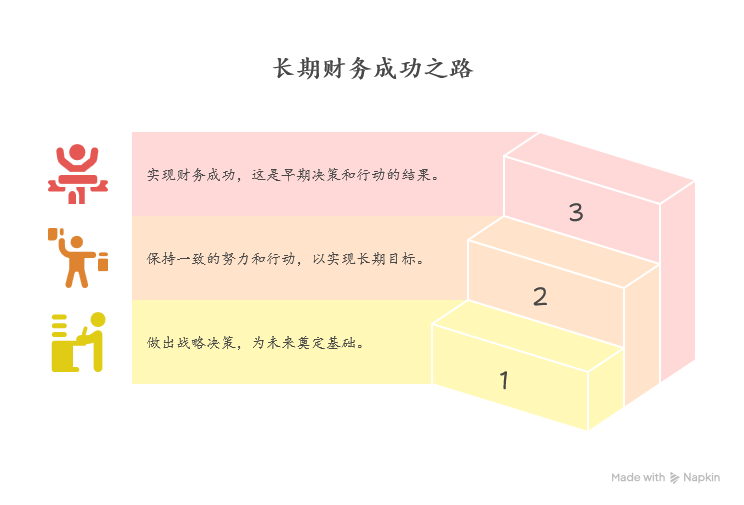 长期财务成功之路
实现财务成功，这是早期决策和行动的结果。
3
保持一致的努力和行动，以实现长期目标。
2
做出战略决策，为未来奠定基础。
1
Made with Napkin